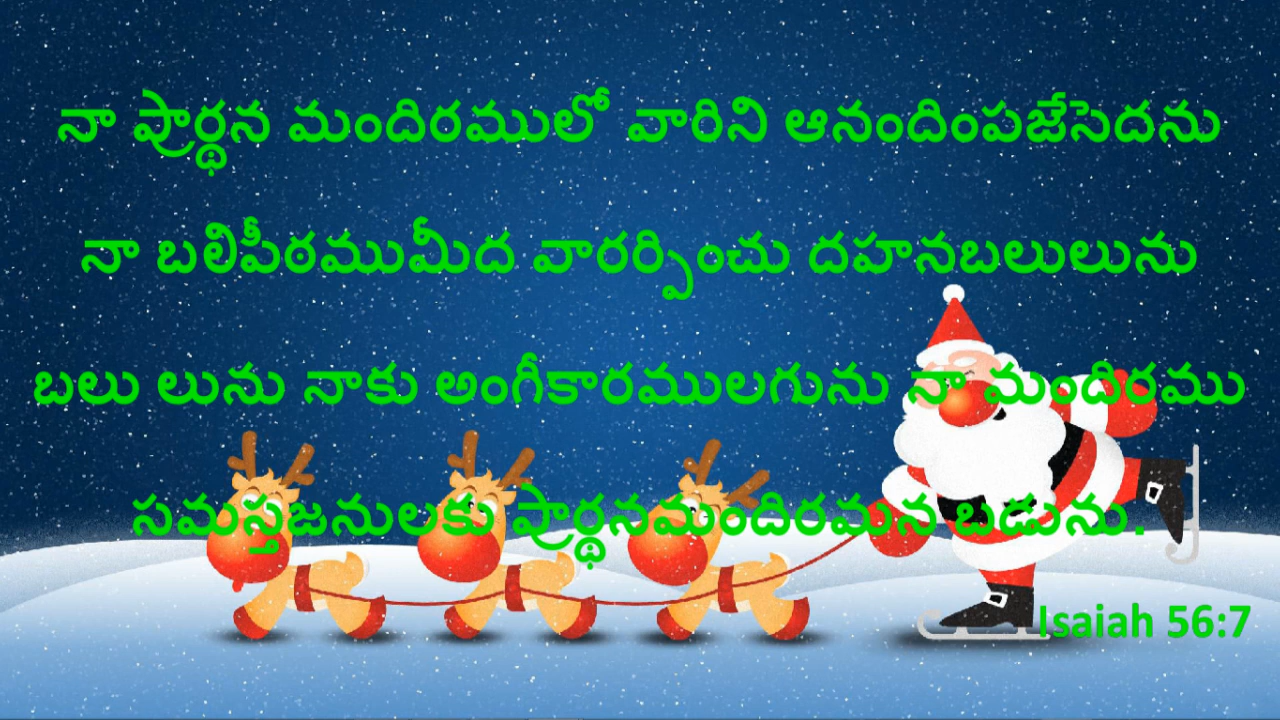 నా ప్రార్థన మందిరములో వారిని ఆనందింపజేసెదను
నా బలిపీఠముమీద వారర్పించు దహనబలులును
బలు లును నాకు అంగీకారములగును నా మందిరము
సమస్తజనులకు ప్రార్థనమందిరమన బడును.
Isaiah 56:7